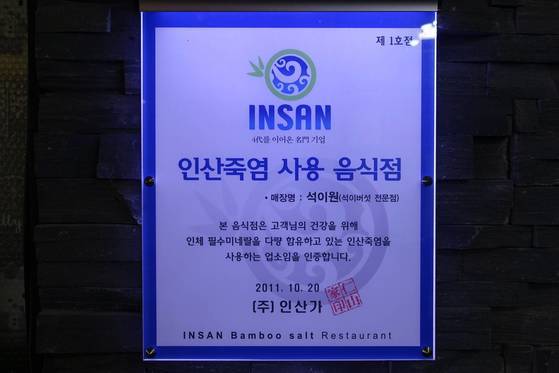 제 1호점
INSAN
4代를 이어온 名門 기업
인산죽염 사용 음식점
• 매장명 : 석이원(석이버섯 전문점)
본 음식점은 고객님의 건강을 위해
인체 필수미네랄을 다량 함유하고 있는 인산죽염을
사용하는 업소임을 인증합니다.
2011. 10. 20
(주) 인산가
INSAN Bamboo salt Restaurant